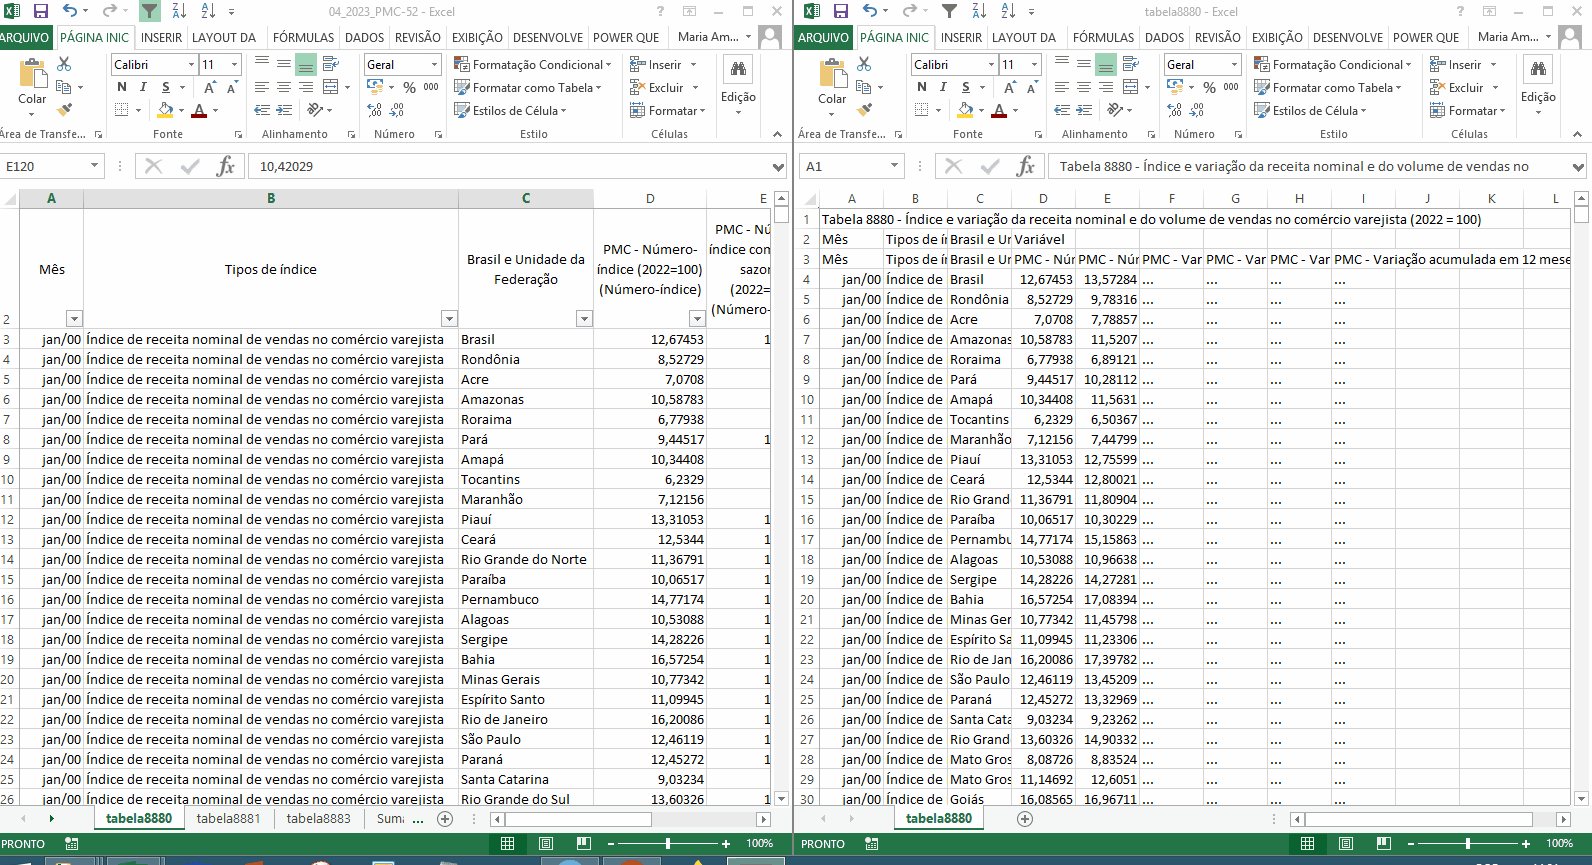 04_2023_PMC-52 - Excel
ARQUIVO PÁGINA INIC INSERIR LAYOUT DA FÓRMULAS DADOS REVISÃO EXIBIÇÃO DESENVOLVE POWER QUE Maria Am...
Colar
Calibri 11
N I S
Geral
% 000
Formatação Condicional
Formatar como Tabela
Estilos de Célula
Inserir
Excluir
Formatar
Edição
Área de Transfe... Fonte Alinhamento Número Estilo Células
E120 fx 10,42029
A B C D E
2 Mês Tipos de índice Brasil e Unidade da Federação PMC - Número-índice (2022=100) (Número-índice) PMC - Nú índice com sazo (2022= (Número-
3 jan/00 Índice de receita nominal de vendas no comércio varejista Brasil 12,67453 1
4 jan/00 Índice de receita nominal de vendas no comércio varejista Rondônia 8,52729
5 jan/00 Índice de receita nominal de vendas no comércio varejista Acre 7,0708
6 jan/00 Índice de receita nominal de vendas no comércio varejista Amazonas 10,58783
7 jan/00 Índice de receita nominal de vendas no comércio varejista Roraima 6,77938
8 jan/00 Índice de receita nominal de vendas no comércio varejista Pará 9,44517 1
9 jan/00 Índice de receita nominal de vendas no comércio varejista Amapá 10,34408
10 jan/00 Índice de receita nominal de vendas no comércio varejista Tocantins 6,2329
11 jan/00 Índice de receita nominal de vendas no comércio varejista Maranhão 7,12156
12 jan/00 Índice de receita nominal de vendas no comércio varejista Piauí 13,31053 1
13 jan/00 Índice de receita nominal de vendas no comércio varejista Ceará 12,5344 1
14 jan/00 Índice de receita nominal de vendas no comércio varejista Rio Grande do Norte 11,36791 1
15 jan/00 Índice de receita nominal de vendas no comércio varejista Paraíba 10,06517 1
16 jan/00 Índice de receita nominal de vendas no comércio varejista Pernambuco 14,77174 1
17 jan/00 Índice de receita nominal de vendas no comércio varejista Alagoas 10,53088 1
18 jan/00 Índice de receita nominal de vendas no comércio varejista Sergipe 14,28226 1
19 jan/00 Índice de receita nominal de vendas no comércio varejista Bahia 16,57254 1
20 jan/00 Índice de receita nominal de vendas no comércio varejista Minas Gerais 10,77342 1
21 jan/00 Índice de receita nominal de vendas no comércio varejista Espírito Santo 11,09945 1
22 jan/00 Índice de receita nominal de vendas no comércio varejista Rio de Janeiro 16,20086 1
23 jan/00 Índice de receita nominal de vendas no comércio varejista São Paulo 12,46119 1
24 jan/00 Índice de receita nominal de vendas no comércio varejista Paraná 12,45272 1
25 jan/00 Índice de receita nominal de vendas no comércio varejista Santa Catarina 9,03234
26 jan/00 Índice de receita nominal de vendas no comércio varejista Rio Grande do Sul 13,60326 1
tabela8880 tabela8881 tabela8883 Suma ...
PRONTO 100%
tabela8880 - Excel
ARQUIVO PÁGINA INIC INSERIR LAYOUT DA FÓRMULAS DADOS REVISÃO EXIBIÇÃO DESENVOLVE POWER QUE Maria Am...
Colar
Calibri 11
N I S
Geral
% 000
Formatação Condicional
Formatar como Tabela
Estilos de Célula
Inserir
Excluir
Formatar
Edição
Área de Transfe... Fonte Alinhamento Número Estilo Células
A1 fx Tabela 8880 - Índice e variação da receita nominal e do volume de vendas no
A B C D E F G H I J K L
1 Tabela 8880 - Índice e variação da receita nominal e do volume de vendas no comércio varejista (2022 = 100)
2 Mês Tipos de ín Brasil e Un Variável
3 Mês Tipos de ín Brasil e Un PMC - Nún PMC - Nún PMC - Var PMC - Var PMC - Var PMC - Variação acumulada em 12 mese
4 jan/00 Índice de Brasil 12,67453 13,57284 ... ... ... ...
5 jan/00 Índice de Rondônia 8,52729 9,78316 ... ... ... ...
6 jan/00 Índice de Acre 7,0708 7,78857 ... ... ... ...
7 jan/00 Índice de Amazonas 10,58783 11,5207 ... ... ... ...
8 jan/00 Índice de Roraima 6,77938 6,89121 ... ... ... ...
9 jan/00 Índice de Pará 9,44517 10,28112 ... ... ... ...
10 jan/00 Índice de Amapá 10,34408 11,5631 ... ... ... ...
11 jan/00 Índice de Tocantins 6,2329 6,50367 ... ... ... ...
12 jan/00 Índice de Maranhão 7,12156 7,44799 ... ... ... ...
13 jan/00 Índice de Piauí 13,31053 12,75599 ... ... ... ...
14 jan/00 Índice de Ceará 12,5344 12,80021 ... ... ... ...
15 jan/00 Índice de Rio Grand 11,36791 11,80904 ... ... ... ...
16 jan/00 Índice de Paraíba 10,06517 10,30229 ... ... ... ...
17 jan/00 Índice de Pernambu 14,77174 15,15863 ... ... ... ...
18 jan/00 Índice de Alagoas 10,53088 10,96638 ... ... ... ...
19 jan/00 Índice de Sergipe 14,28226 14,27281 ... ... ... ...
20 jan/00 Índice de Bahia 16,57254 17,08394 ... ... ... ...
21 jan/00 Índice de Minas Ger 10,77342 11,45798 ... ... ... ...
22 jan/00 Índice de Espírito Sa 11,09945 11,23306 ... ... ... ...
23 jan/00 Índice de Rio de Jan 16,20086 17,39782 ... ... ... ...
24 jan/00 Índice de São Paulo 12,46119 13,45209 ... ... ... ...
25 jan/00 Índice de Paraná 12,45272 13,32969 ... ... ... ...
26 jan/00 Índice de Santa Cata 9,03234 9,23262 ... ... ... ...
27 jan/00 Índice de Rio Grand 13,60326 14,90332 ... ... ... ...
28 jan/00 Índice de Mato Gros 8,08726 8,83524 ... ... ... ...
29 jan/00 Índice de Mato Gros 11,14692 12,6051 ... ... ... ...
30 jan/00 Índice de Goiás 16,08565 16,96711 ... ... ... ...
tabela8880
PRONTO 100%